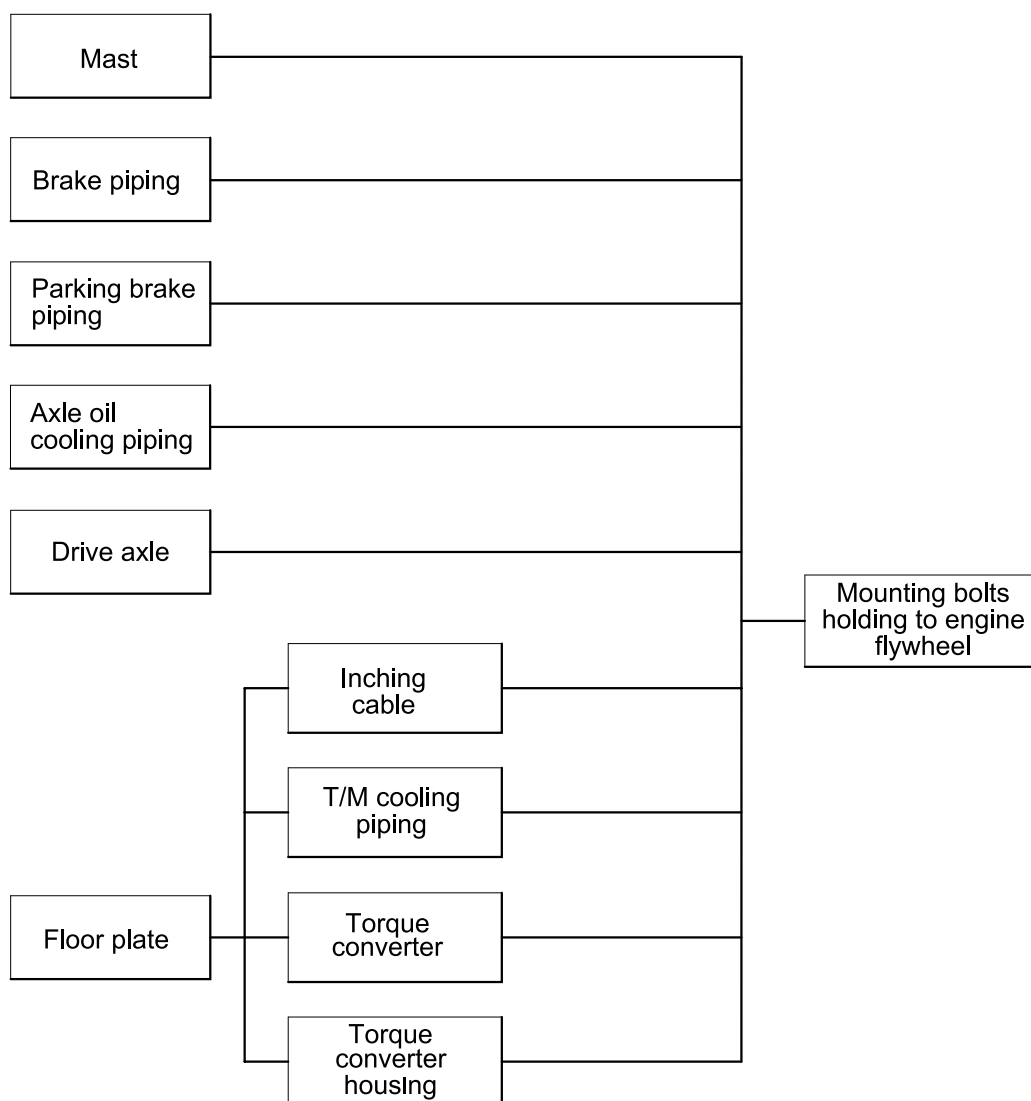 Mast
Brake piping
Parking brake
piping
Axle oil
cooling piping
Drive axle
Mounting bolts
holding to engine
flywheel
Inching
cable
T/M cooling
piping
Floor plate
Torque
converter
Torque
converter
housing